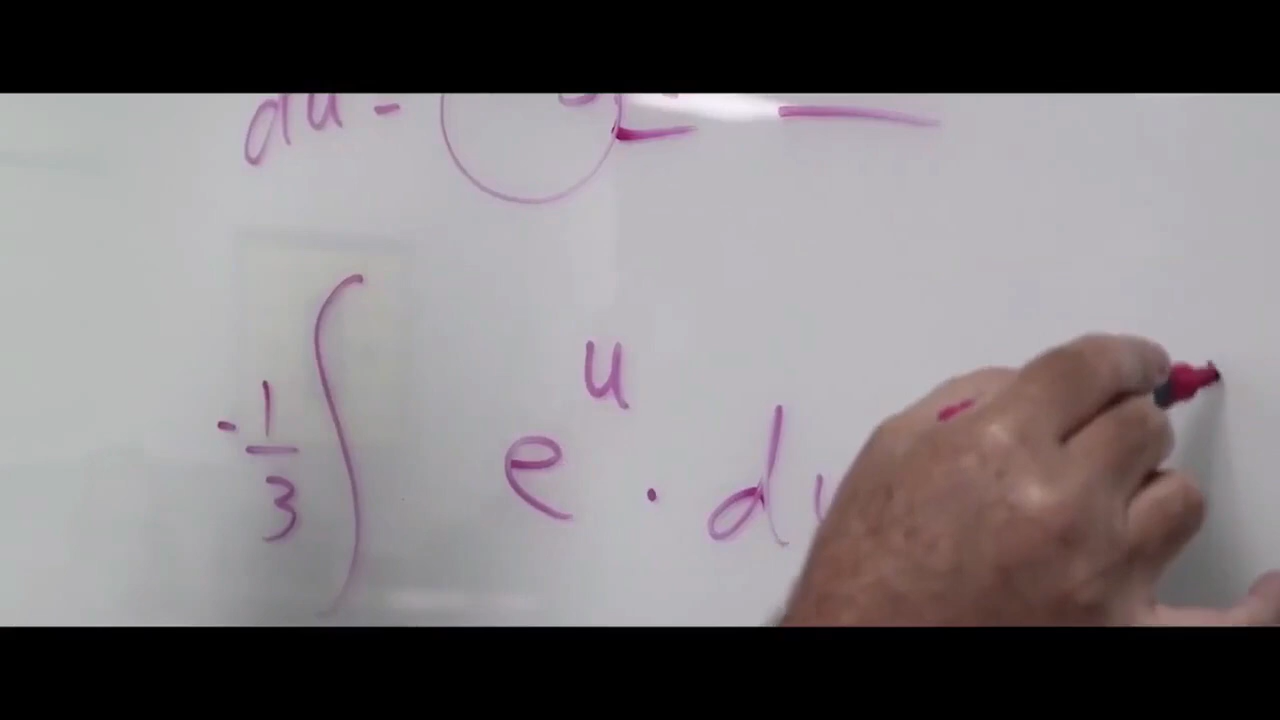 du =
-1/3 ∫ e^u · du